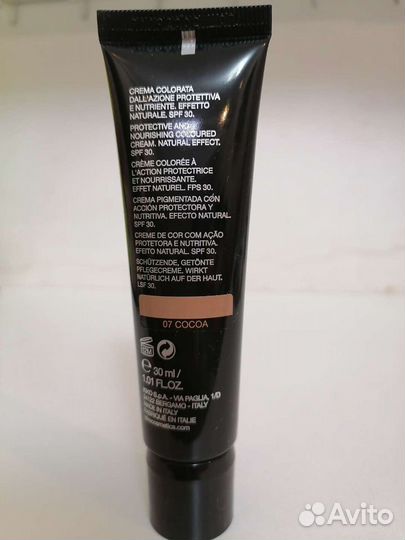 CREMA COLORATA
DALL'AZIONE PROTETTIVA
E NUTRIENTE. EFFETTO
NATURALE. SPF 30.
PROTECTIVE AND
NOURISHING COLOURED
CREAM. NATURAL EFFECT.
SPF 30.
CRÈME COLORÉE À
L'ACTION PROTECTRICE
ET NOURRISSANTE.
EFFET NATUREL. FPS 30.
CREMA PIGMENTADA CON
ACCIÓN PROTECTORA Y
NUTRITIVA. EFECTO NATURAL.
SPF 30.
CREME DE COR COM AÇÃO
PROTETORA E NUTRITIVA.
EFEITO NATURAL. SPF 30.
SCHÜTZENDE, GETÖNTE
PFLEGECREME. WIRKT
NATÜRLICH AUF DER HAUT.
LSF 30.
07 COCOA
e 30 ml /
1.01 FL.OZ.
KIKO S.p.A. - VIA PAGLIA, 1/D
24122 BERGAMO - ITALY
MADE IN ITALY
FABRIQUÉ EN ITALIE
Avito